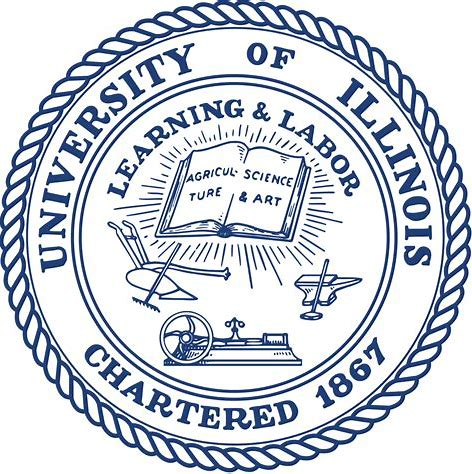 UNIVERSITY OF ILLINOIS
LEARNING & LABOR
AGRICUL- SCIENCE
TURE & ART
CHARTERED 1867